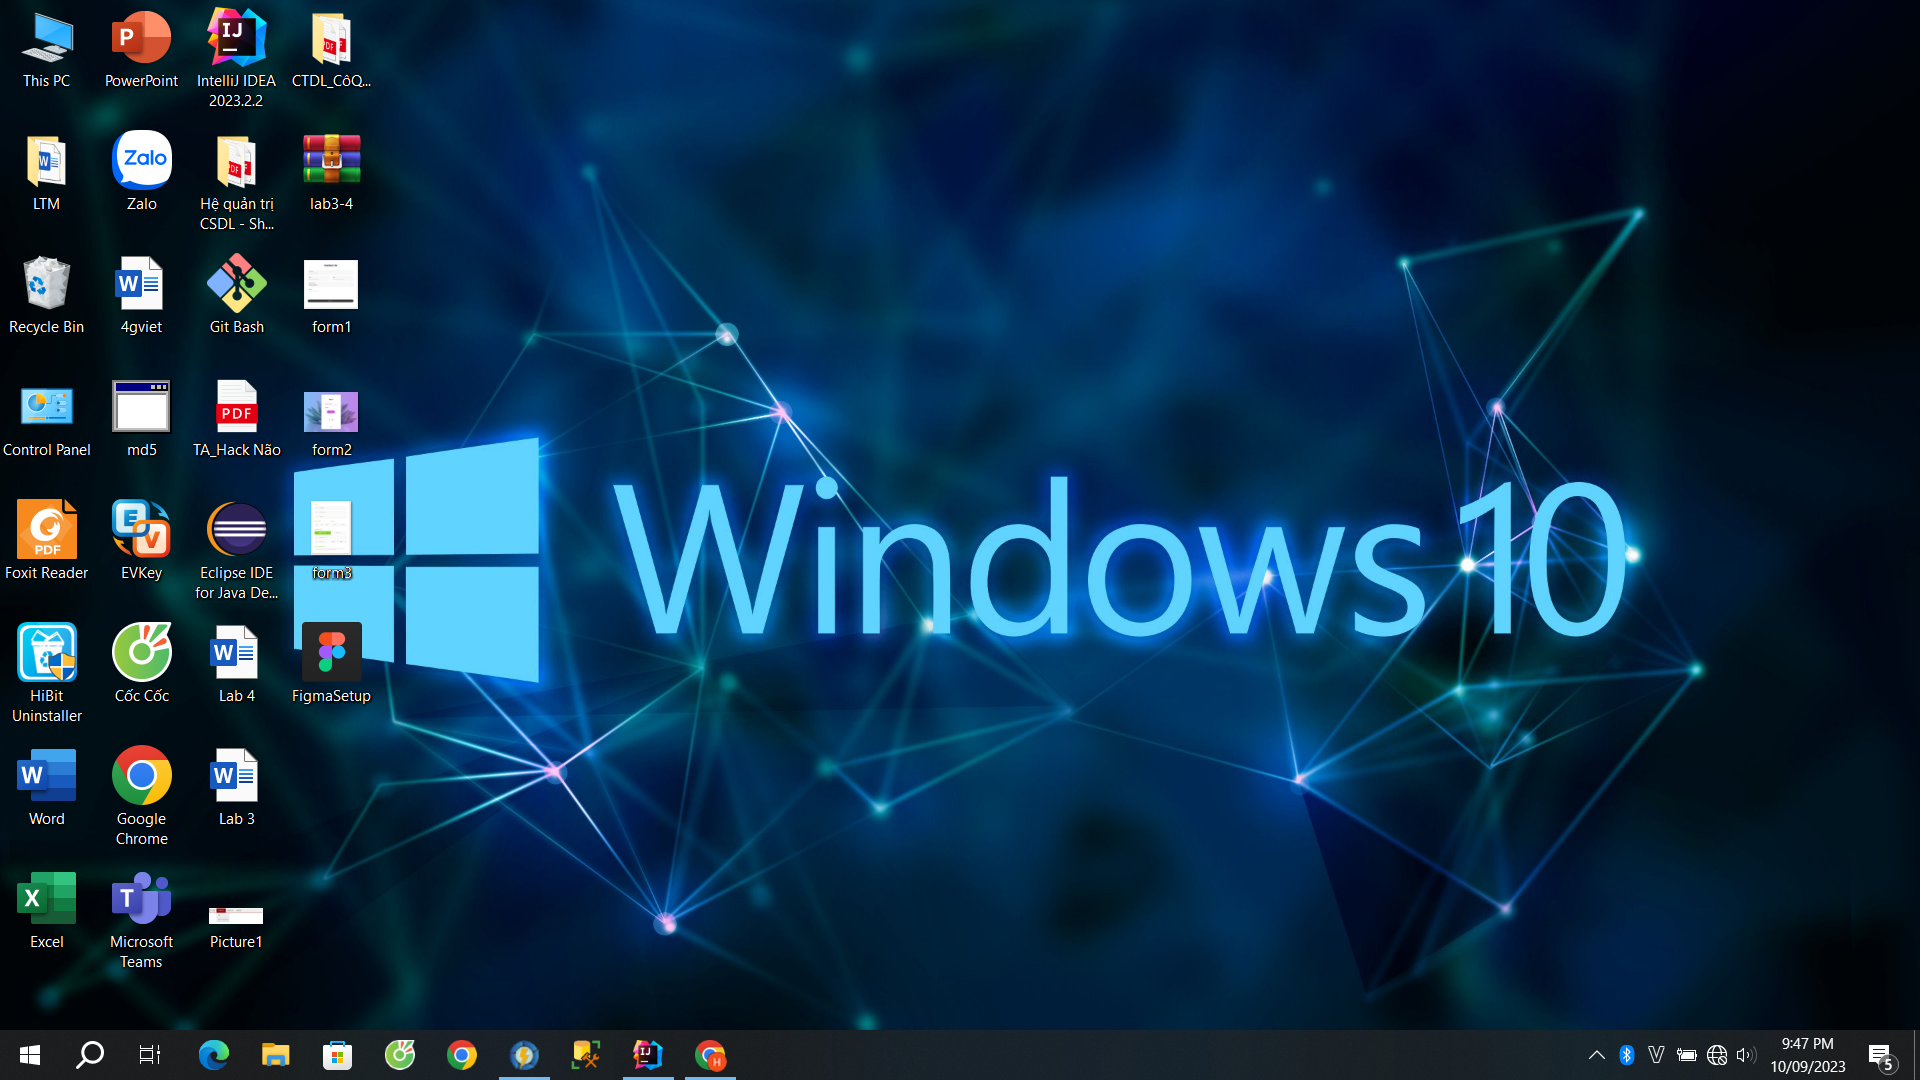 This PC
PowerPoint
IntelliJ IDEA
2023.2.2
CTDL_CôQ...
LTM
Zalo
Zalo
Hệ quản trị
CSDL - Sh...
lab3-4
Recycle Bin
4gviet
Git Bash
form1
Control Panel
md5
PDF
TA_Hack Não
form2
PDF
Foxit Reader
EVKey
Eclipse IDE
for Java De...
form3
Windows 10
HiBit
Uninstaller
Cốc Cốc
Lab 4
FigmaSetup
Word
Google
Chrome
Lab 3
Excel
Microsoft
Teams
Picture1
9:47 PM
10/09/2023
5